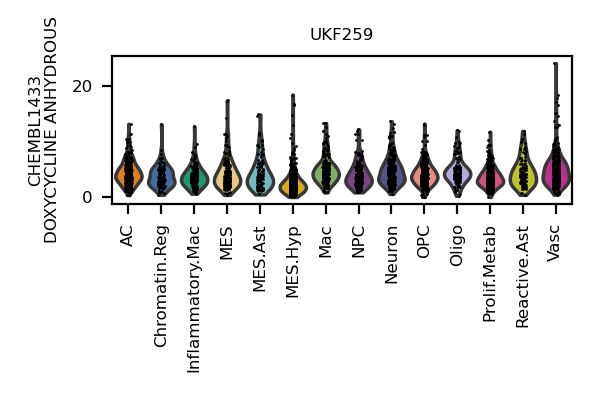 UKF259
CHEMBL1433
DOXYCYCLINE ANHYDROUS
20
0
AC
Chromatin.Reg
Inflammatory.Mac
MES
MES.Ast
MES.Hyp
Mac
NPC
Neuron
OPC
Oligo
Prolif.Metab
Reactive.Ast
Vasc